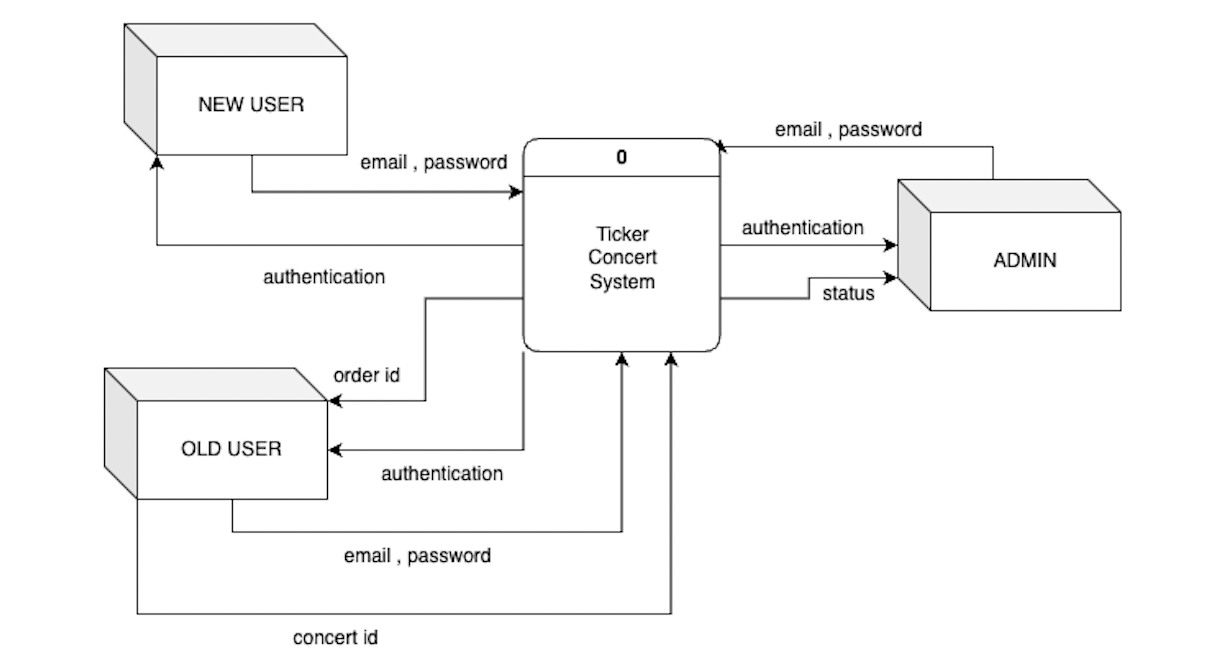 NEW USER
email , password
0
email , password
authentication
Ticker
Concert
System
authentication
ADMIN
status
order id
OLD USER
authentication
email , password
concert id